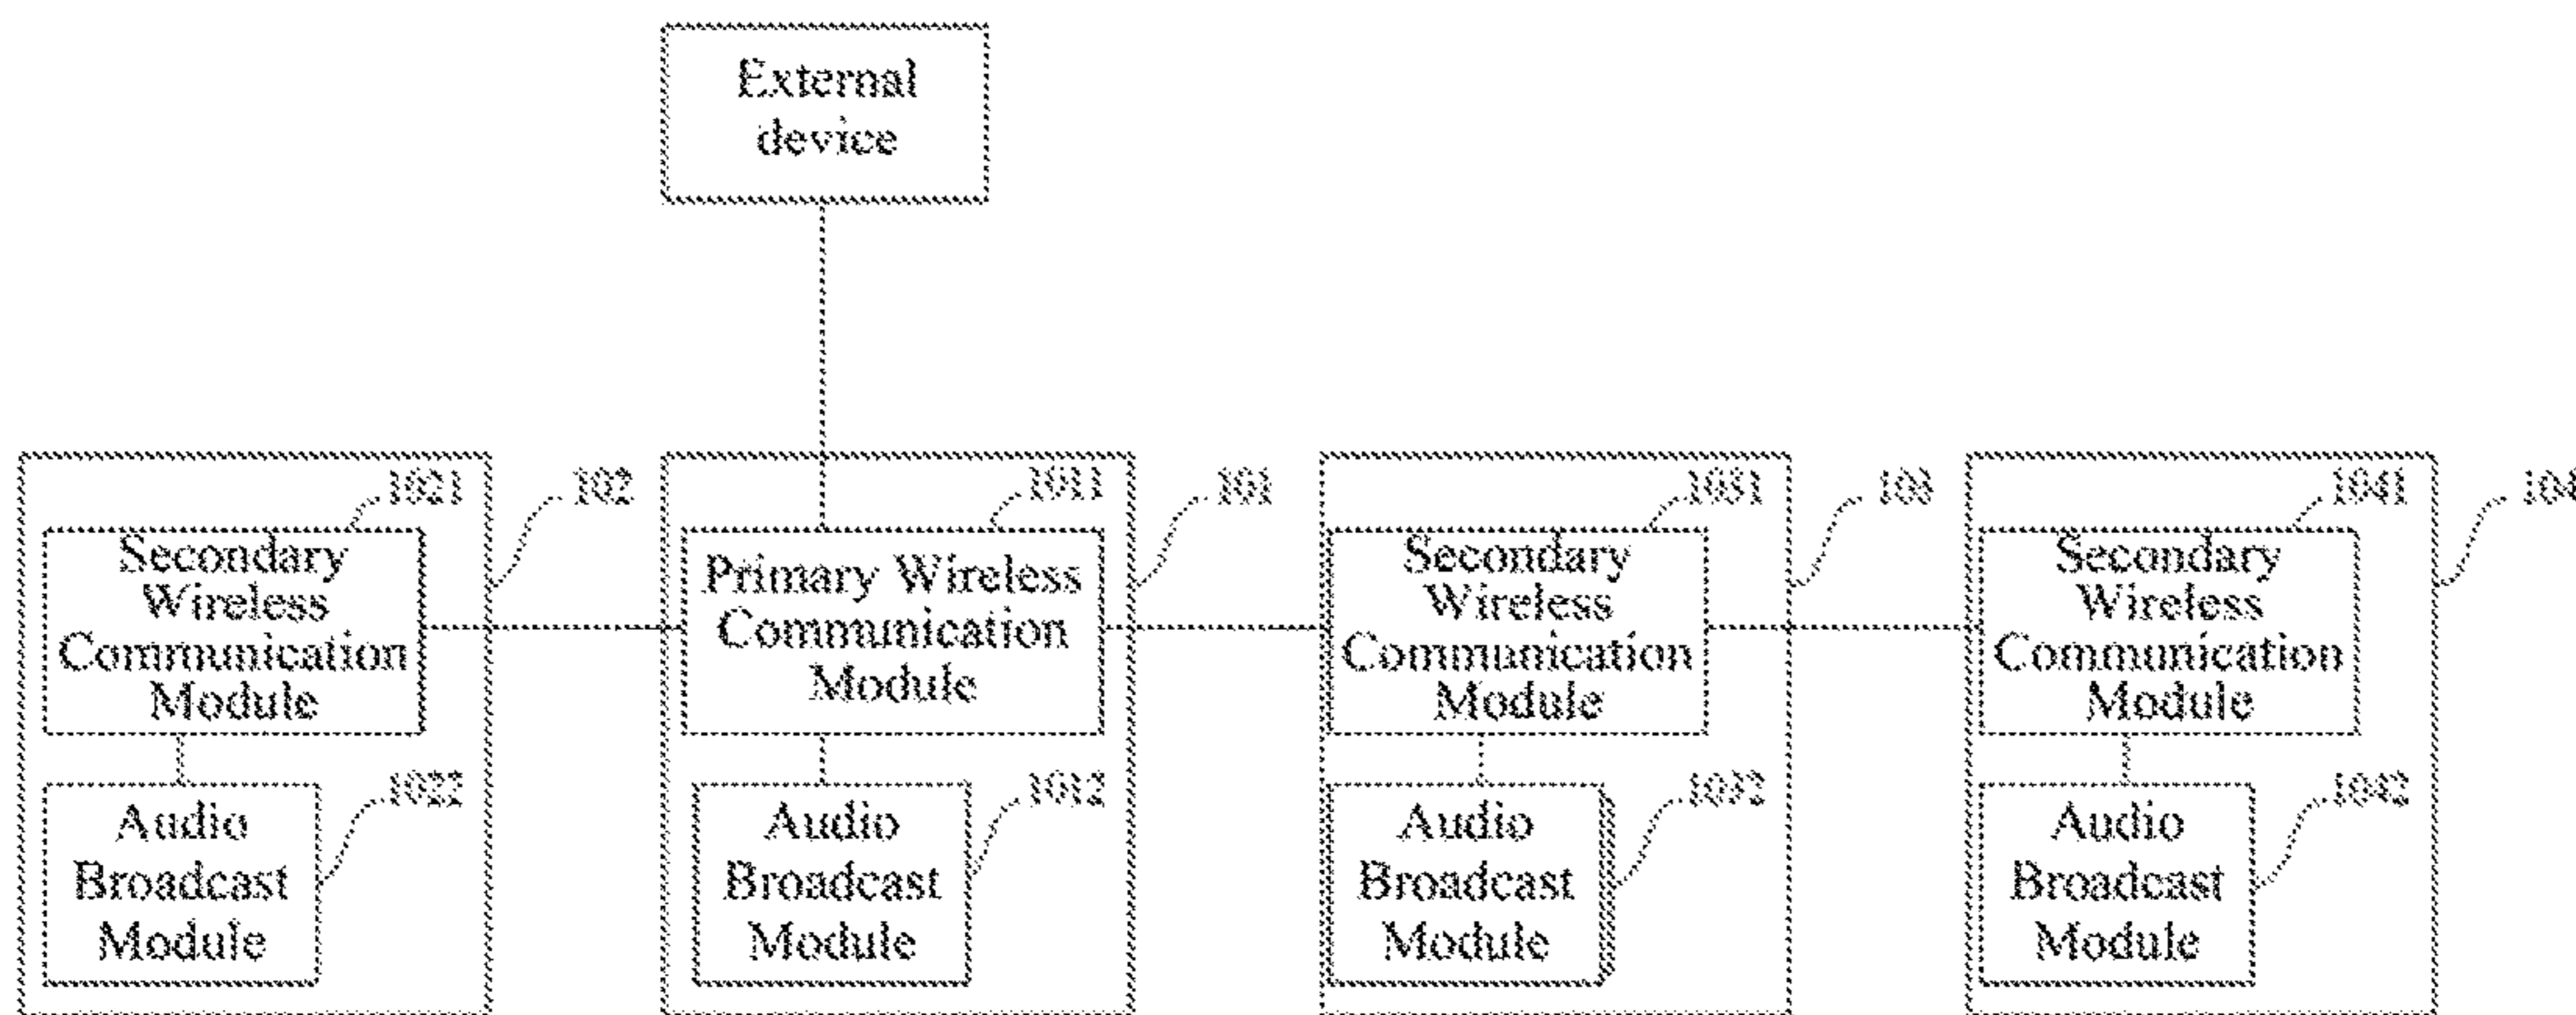 External
device
1021
102
1011
101
1031
103
1041
Secondary
Wireless
Communication
Module
Primary Wireless
Communication
Module
Secondary
Wireless
Communication
Module
Secondary
Wireless
Communication
Module
1022
1012
1032
1042
Audio
Broadcast
Module
Audio
Broadcast
Module
Audio
Broadcast
Module
Audio
Broadcast
Module